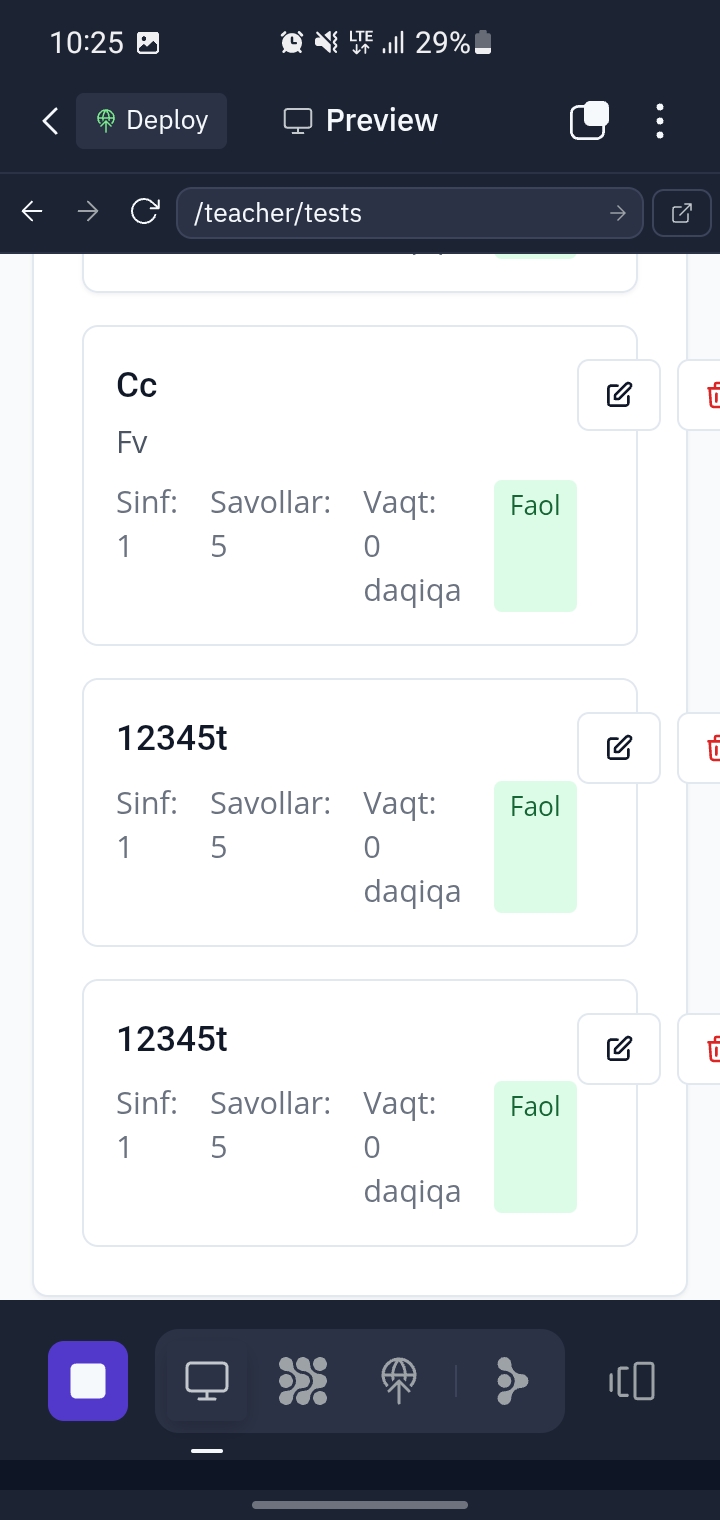 10:25 LTE 29%
Deploy Preview
/teacher/tests
Cc
Fv
Sinf: Savollar: Vaqt: Faol
1 5 0
daqiqa
12345t
Sinf: Savollar: Vaqt: Faol
1 5 0
daqiqa
12345t
Sinf: Savollar: Vaqt: Faol
1 5 0
daqiqa